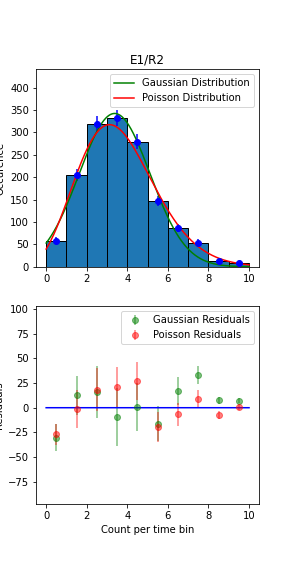 E1/R2
Gaussian Distribution
Poisson Distribution
400
350
300
250
200
150
100
50
0
0 2 4 6 8 10
Gaussian Residuals
Poisson Residuals
100
75
50
25
0
−25
−50
−75
0 2 4 6 8 10
Count per time bin